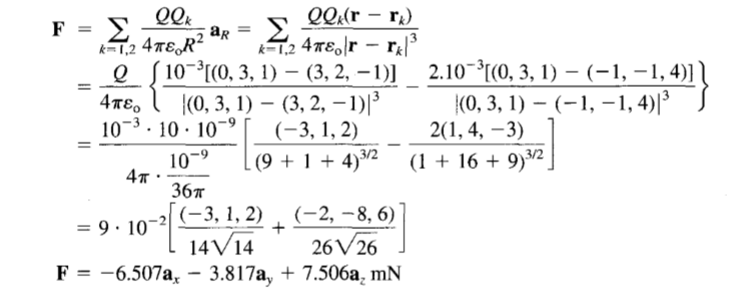 F = ∑_{k=1,2} QQ_k / 4πε_oR² a_R = ∑_{k=1,2} QQ_k(r − r_k) / 4πε_o|r − r_k|³
= Q / 4πε_o { 10⁻³[(0, 3, 1) − (3, 2, −1)] / |(0, 3, 1) − (3, 2, −1)|³ − 2.10⁻³[(0, 3, 1) − (−1, −1, 4)] / |(0, 3, 1) − (−1, −1, 4)|³ }
= 10⁻³ · 10 · 10⁻⁹ / 4π · 10⁻⁹/36π [ (−3, 1, 2) / (9 + 1 + 4)^{3/2} − 2(1, 4, −3) / (1 + 16 + 9)^{3/2} ]
= 9 · 10⁻² [ (−3, 1, 2) / 14√14 + (−2, −8, 6) / 26√26 ]
F = −6.507a_x − 3.817a_y + 7.506a_z mN